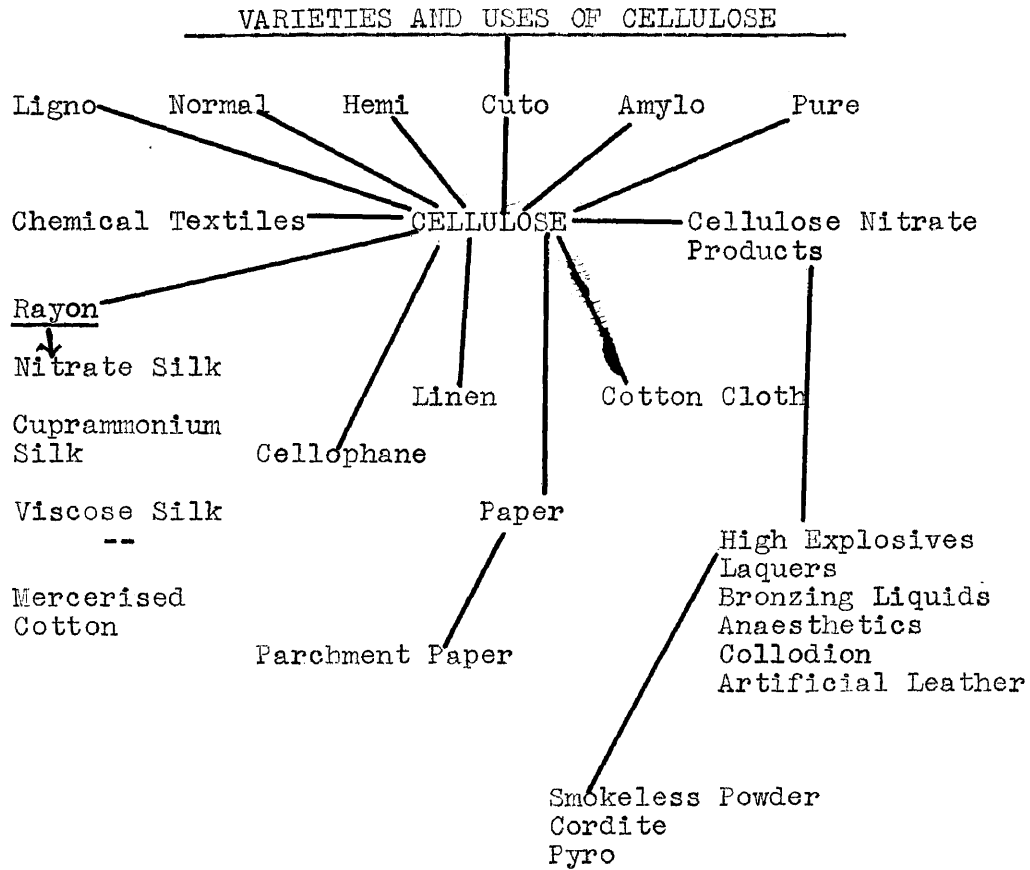 VARIETIES AND USES OF CELLULOSE
Ligno Normal Hemi Cuto Amylo Pure
Chemical Textiles CELLULOSE Cellulose Nitrate
Products
Rayon
Nitrate Silk
Linen Cotton Cloth
Cuprammonium
Silk
Cellophane
Viscose Silk
--
Paper
High Explosives
Laquers
Bronzing Liquids
Anaesthetics
Collodion
Artificial Leather
Mercerised
Cotton
Parchment Paper
Smokeless Powder
Cordite
Pyro